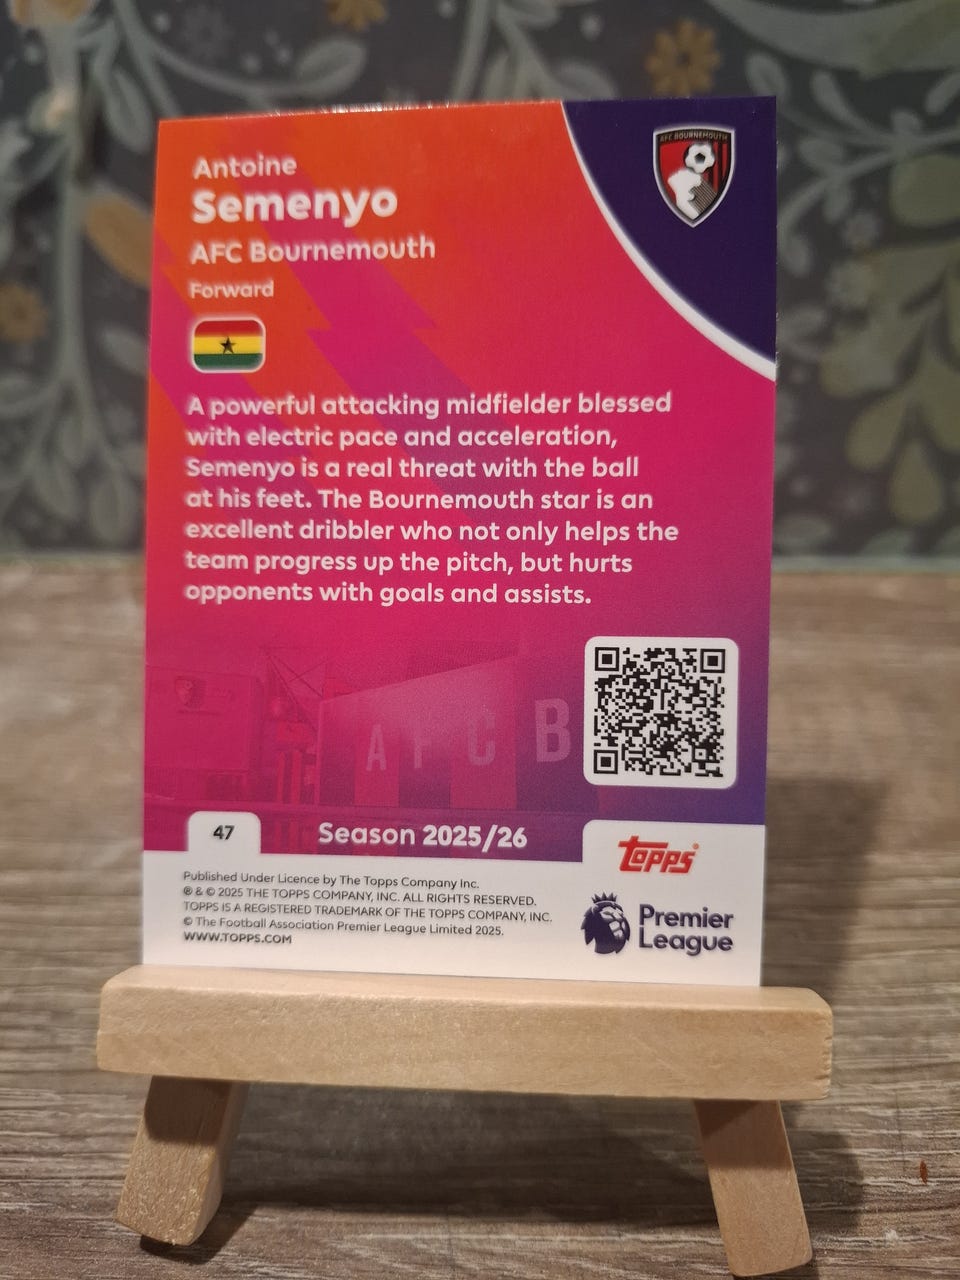 AFC BOURNEMOUTH
Antoine
Semenyo
AFC Bournemouth
Forward
A powerful attacking midfielder blessed
with electric pace and acceleration,
Semenyo is a real threat with the ball
at his feet. The Bournemouth star is an
excellent dribbler who not only helps the
team progress up the pitch, but hurts
opponents with goals and assists.
A F C B
47
Season 2025/26
topps®
Published Under Licence by The Topps Company Inc.
® & © 2025 THE TOPPS COMPANY, INC. ALL RIGHTS RESERVED.
TOPPS IS A REGISTERED TRADEMARK OF THE TOPPS COMPANY, INC.
© The Football Association Premier League Limited 2025.
WWW.TOPPS.COM
Premier
League